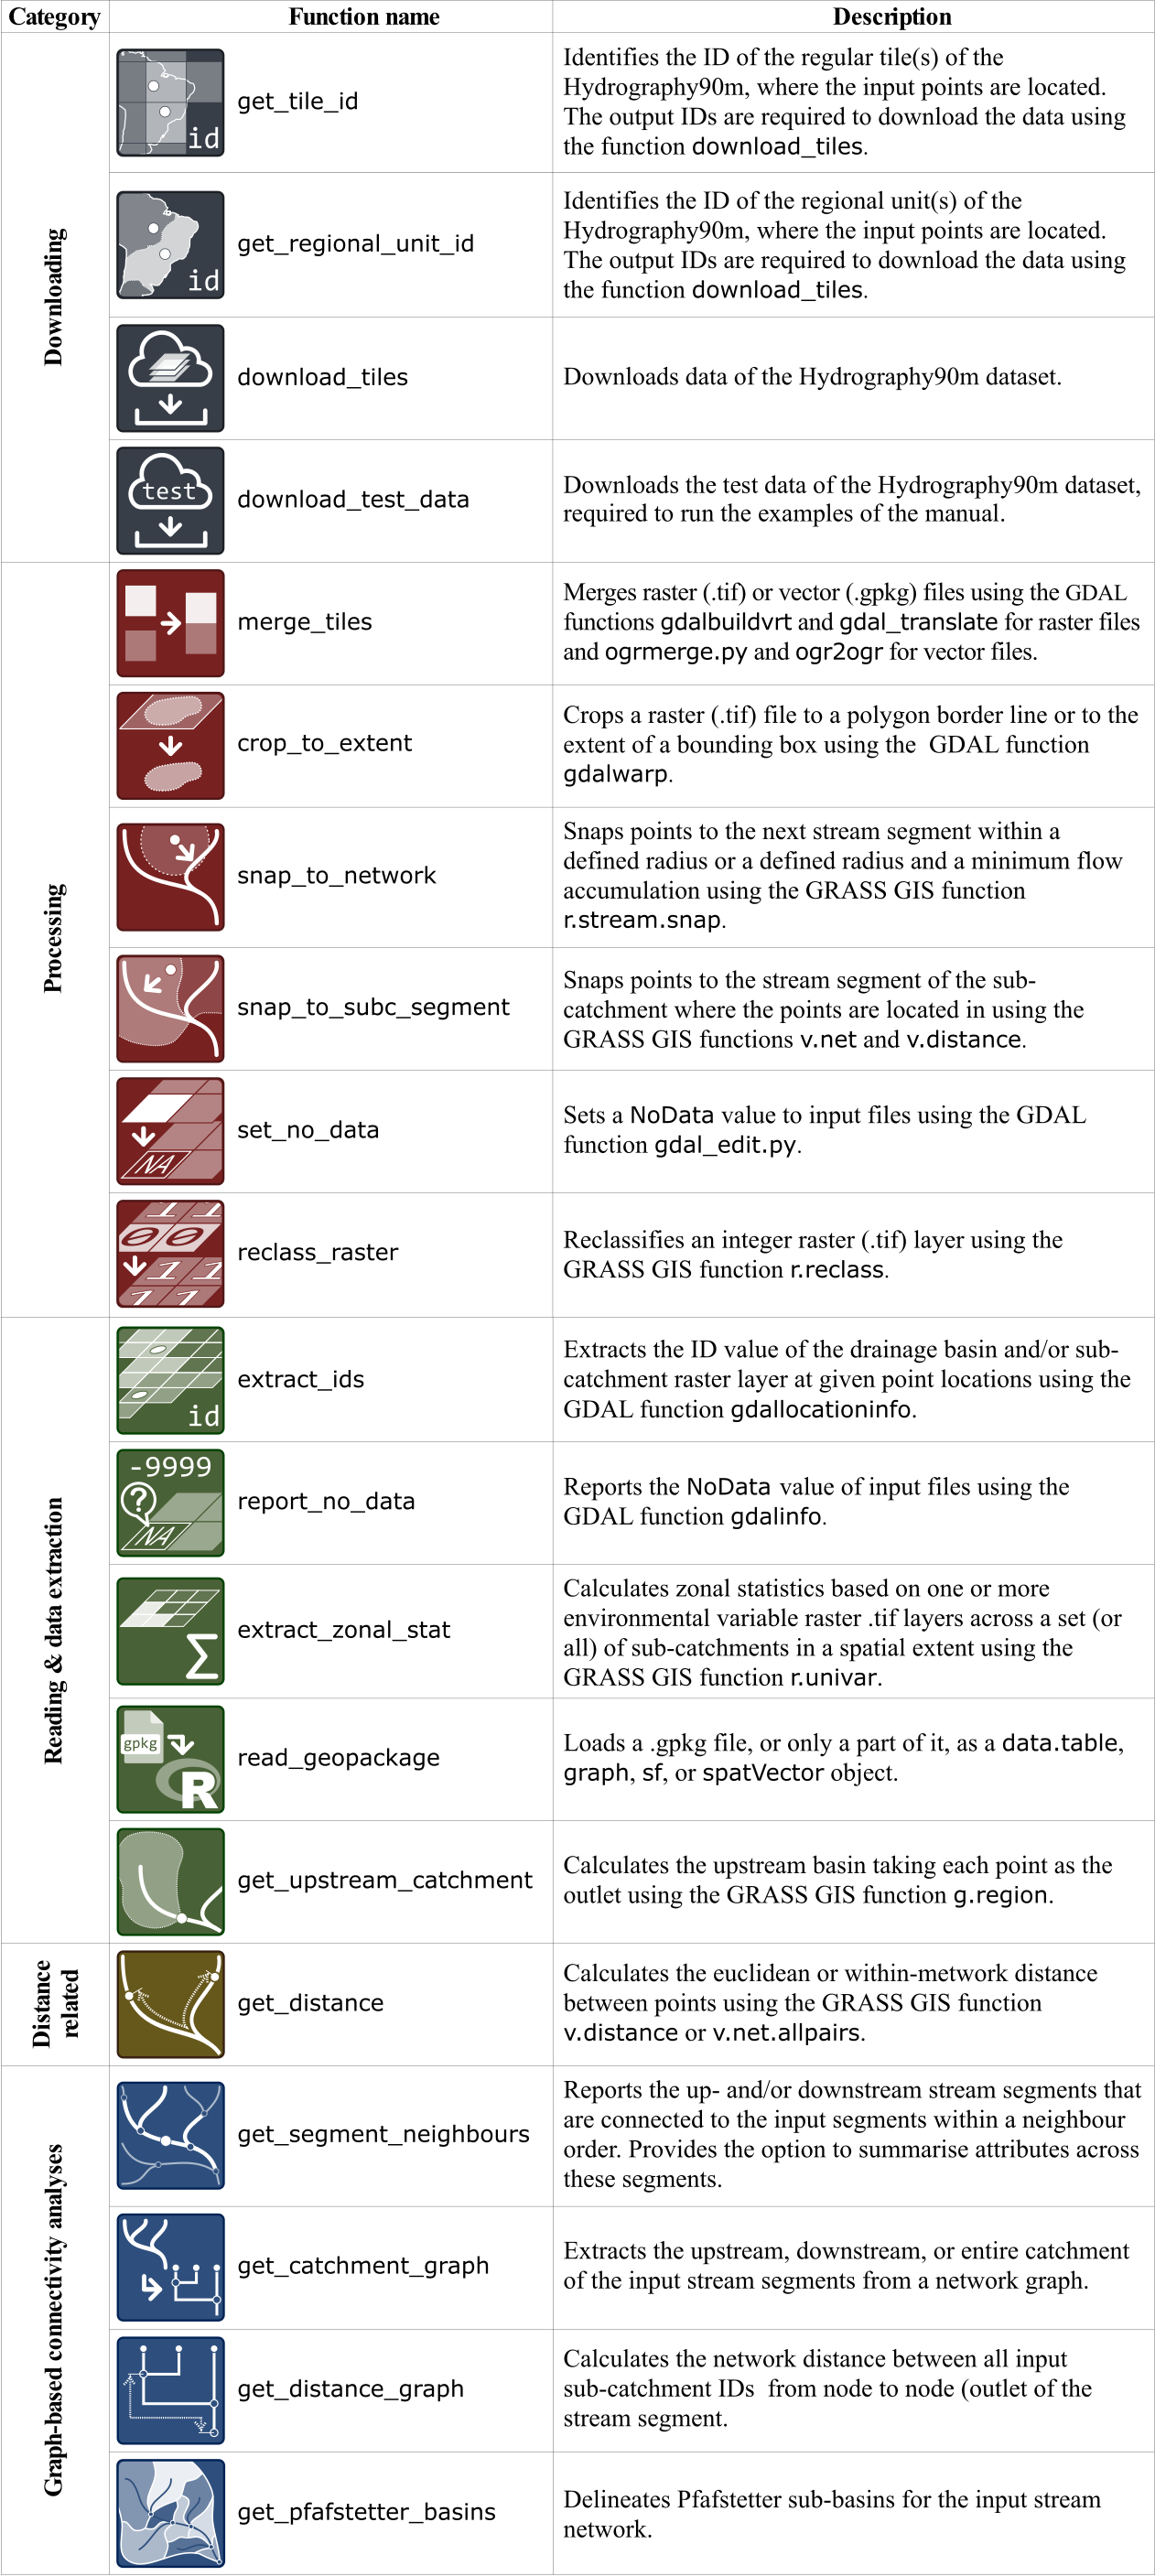 Category Function name Description
Downloading
id
get_tile_id
Identifies the ID of the regular tile(s) of the
Hydrography90m, where the input points are located.
The output IDs are required to download the data using
the function download_tiles.
id
get_regional_unit_id
Identifies the ID of the regional unit(s) of the
Hydrography90m, where the input points are located.
The output IDs are required to download the data using
the function download_tiles.
download_tiles
Downloads data of the Hydrography90m dataset.
test
download_test_data
Downloads the test data of the Hydrography90m dataset,
required to run the examples of the manual.
Processing
merge_tiles
Merges raster (.tif) or vector (.gpkg) files using the GDAL
functions gdalbuildvrt and gdal_translate for raster files
and ogrmerge.py and ogr2ogr for vector files.
crop_to_extent
Crops a raster (.tif) file to a polygon border line or to the
extent of a bounding box using the GDAL function
gdalwarp.
snap_to_network
Snaps points to the next stream segment within a
defined radius or a defined radius and a minimum flow
accumulation using the GRASS GIS function
r.stream.snap.
snap_to_subc_segment
Snaps points to the stream segment of the sub-
catchment where the points are located in using the
GRASS GIS functions v.net and v.distance.
NA
set_no_data
Sets a NoData value to input files using the GDAL
function gdal_edit.py.
1 1
0 0
1 1
1 1
reclass_raster
Reclassifies an integer raster (.tif) layer using the
GRASS GIS function r.reclass.
Reading & data extraction
id
extract_ids
Extracts the ID value of the drainage basin and/or sub-
catchment raster layer at given point locations using the
GDAL function gdallocationinfo.
-9999
?
NA
report_no_data
Reports the NoData value of input files using the
GDAL function gdalinfo.
Σ
extract_zonal_stat
Calculates zonal statistics based on one or more
environmental variable raster .tif layers across a set (or
all) of sub-catchments in a spatial extent using the
GRASS GIS function r.univar.
gpkg
R
read_geopackage
Loads a .gpkg file, or only a part of it, as a data.table,
graph, sf, or spatVector object.
get_upstream_catchment
Calculates the upstream basin taking each point as the
outlet using the GRASS GIS function g.region.
Distance
related
get_distance
Calculates the euclidean or within-metwork distance
between points using the GRASS GIS function
v.distance or v.net.allpairs.
Graph-based connectivity analyses
get_segment_neighbours
Reports the up- and/or downstream stream segments that
are connected to the input segments within a neighbour
order. Provides the option to summarise attributes across
these segments.
get_catchment_graph
Extracts the upstream, downstream, or entire catchment
of the input stream segments from a network graph.
get_distance_graph
Calculates the network distance between all input
sub-catchment IDs from node to node (outlet of the
stream segment.
get_pfafstetter_basins
Delineates Pfafstetter sub-basins for the input stream
network.